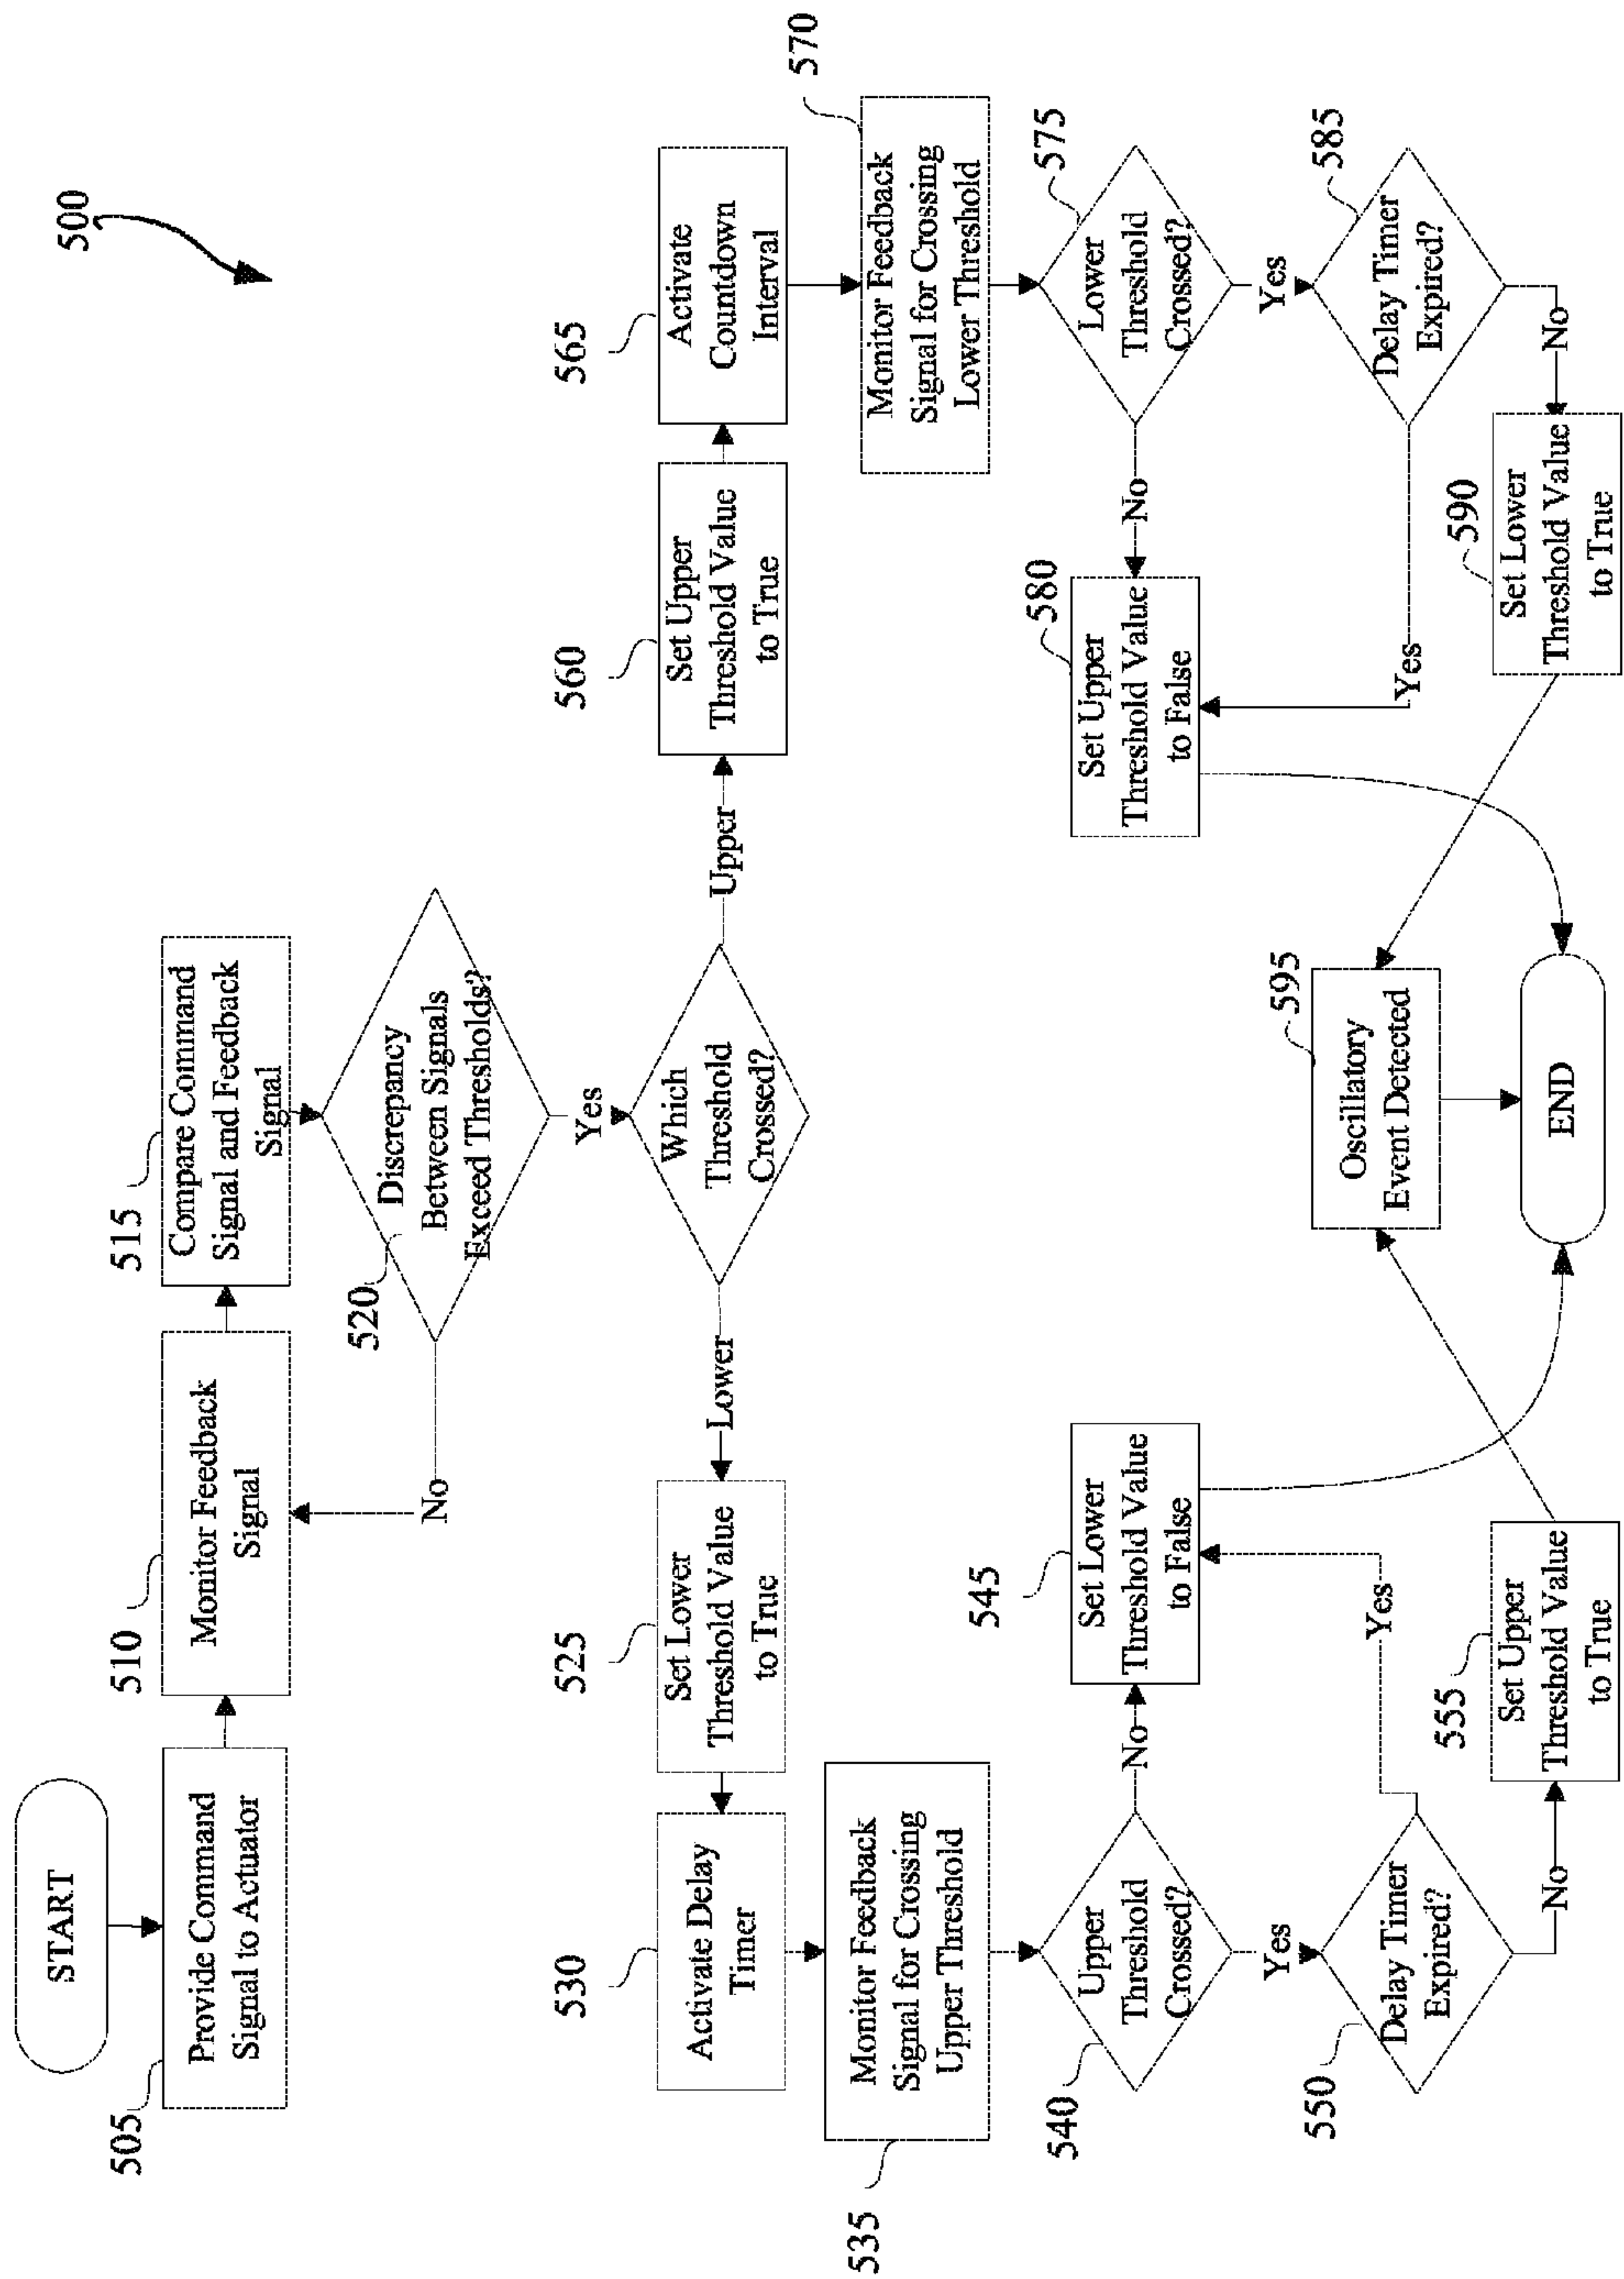 500
START
505
Provide Command
Signal to Actuator
510
Monitor Feedback
Signal
515
Compare Command
Signal and Feedback
Signal
520
Discrepancy
Between Signals
Exceed Thresholds?
No
Yes
Which
Threshold
Crossed?
Lower
Upper
525
Set Lower
Threshold Value
to True
530
Activate Delay
Timer
535
Monitor Feedback
Signal for Crossing
Upper Threshold
540
Upper
Threshold
Crossed?
No
545
Set Lower
Threshold Value
to False
Yes
550
Delay Timer
Expired?
Yes
No
555
Set Upper
Threshold Value
to True
560
Set Upper
Threshold Value
to True
565
Activate
Countdown
Interval
570
Monitor Feedback
Signal for Crossing
Lower Threshold
575
Lower
Threshold
Crossed?
No
580
Set Upper
Threshold Value
to False
Yes
585
Delay Timer
Expired?
Yes
No
590
Set Lower
Threshold Value
to True
595
Oscillatory
Event Detected
END